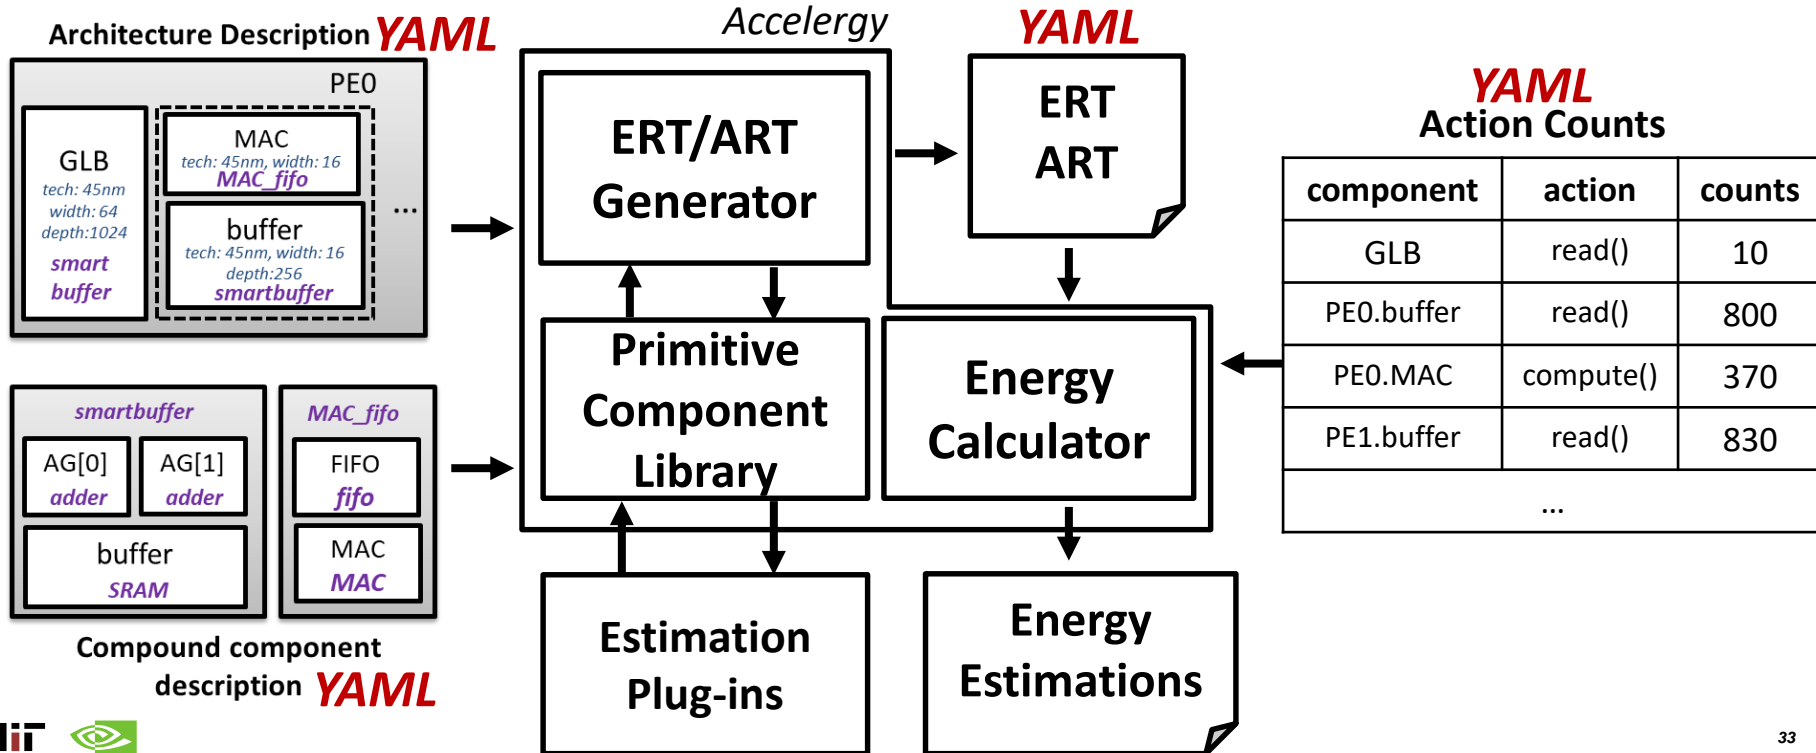 Architecture Description YAML
PE0
GLB
tech: 45nm
width: 64
depth:1024
smart
buffer
MAC
tech: 45nm, width: 16
MAC_fifo
buffer
tech: 45nm, width: 16
depth:256
smartbuffer
...
smartbuffer
AG[0]
adder
AG[1]
adder
buffer
SRAM
MAC_fifo
FIFO
fifo
MAC
MAC
Compound component
description YAML
Accelergy
ERT/ART
Generator
Primitive
Component
Library
Estimation
Plug-ins
YAML
ERT
ART
Energy
Calculator
Energy
Estimations
YAML
Action Counts
component action counts
GLB read() 10
PE0.buffer read() 800
PE0.MAC compute() 370
PE1.buffer read() 830
...
33